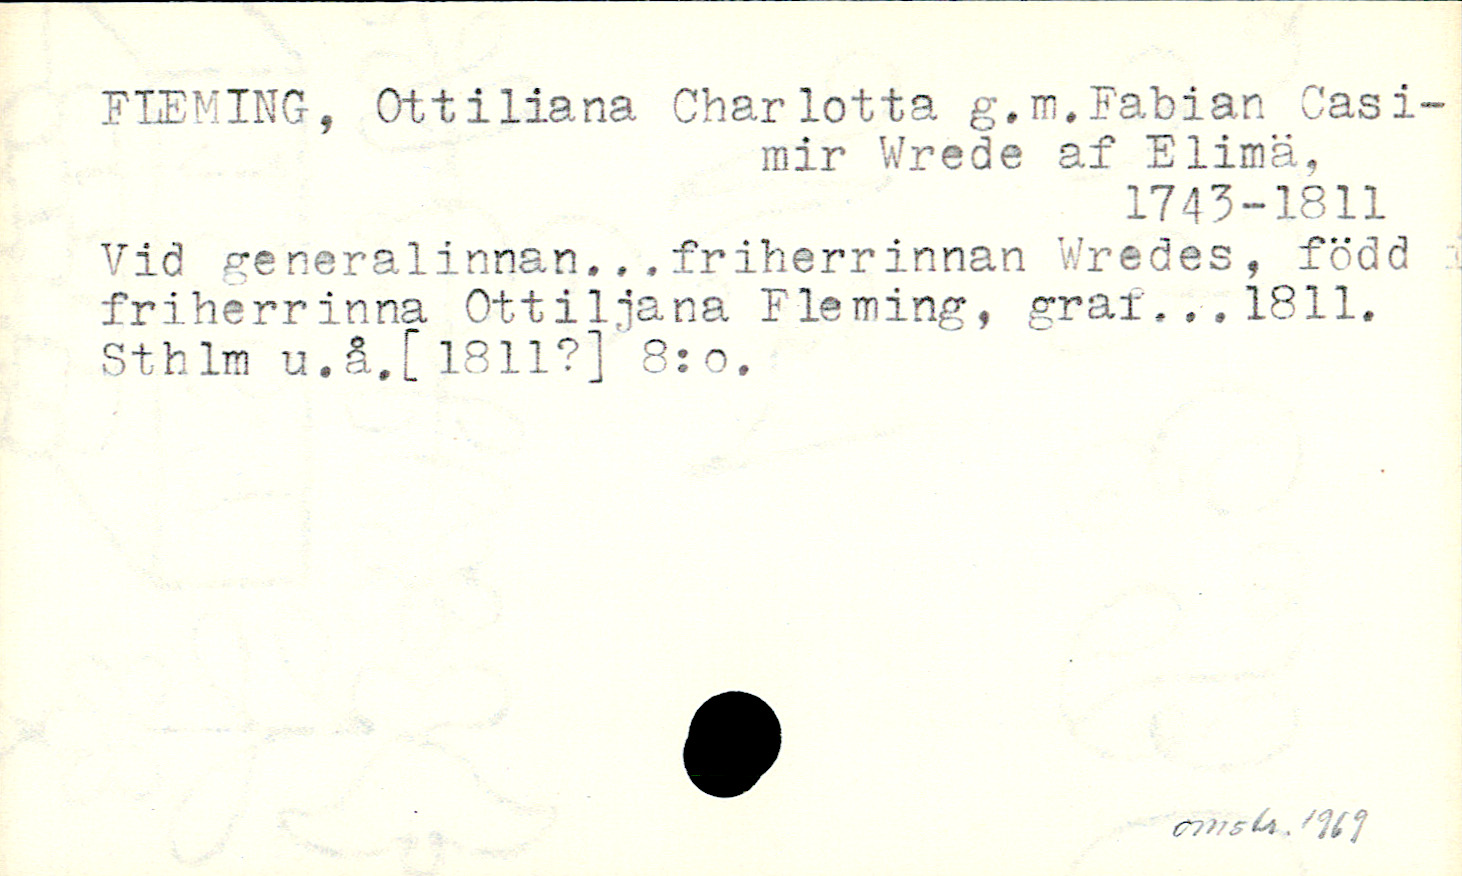 FLEMING, Ottiliana Charlotta g.m.Fabian Casi-
mir Wrede af Elimä,
1743-1811
Vid generalinnan...friherrinnan Wredes, född
friherrinna Ottiljana Fleming, graf...1811.
Sthlm u.å.[1811?] 8:o.
omskr. 1969